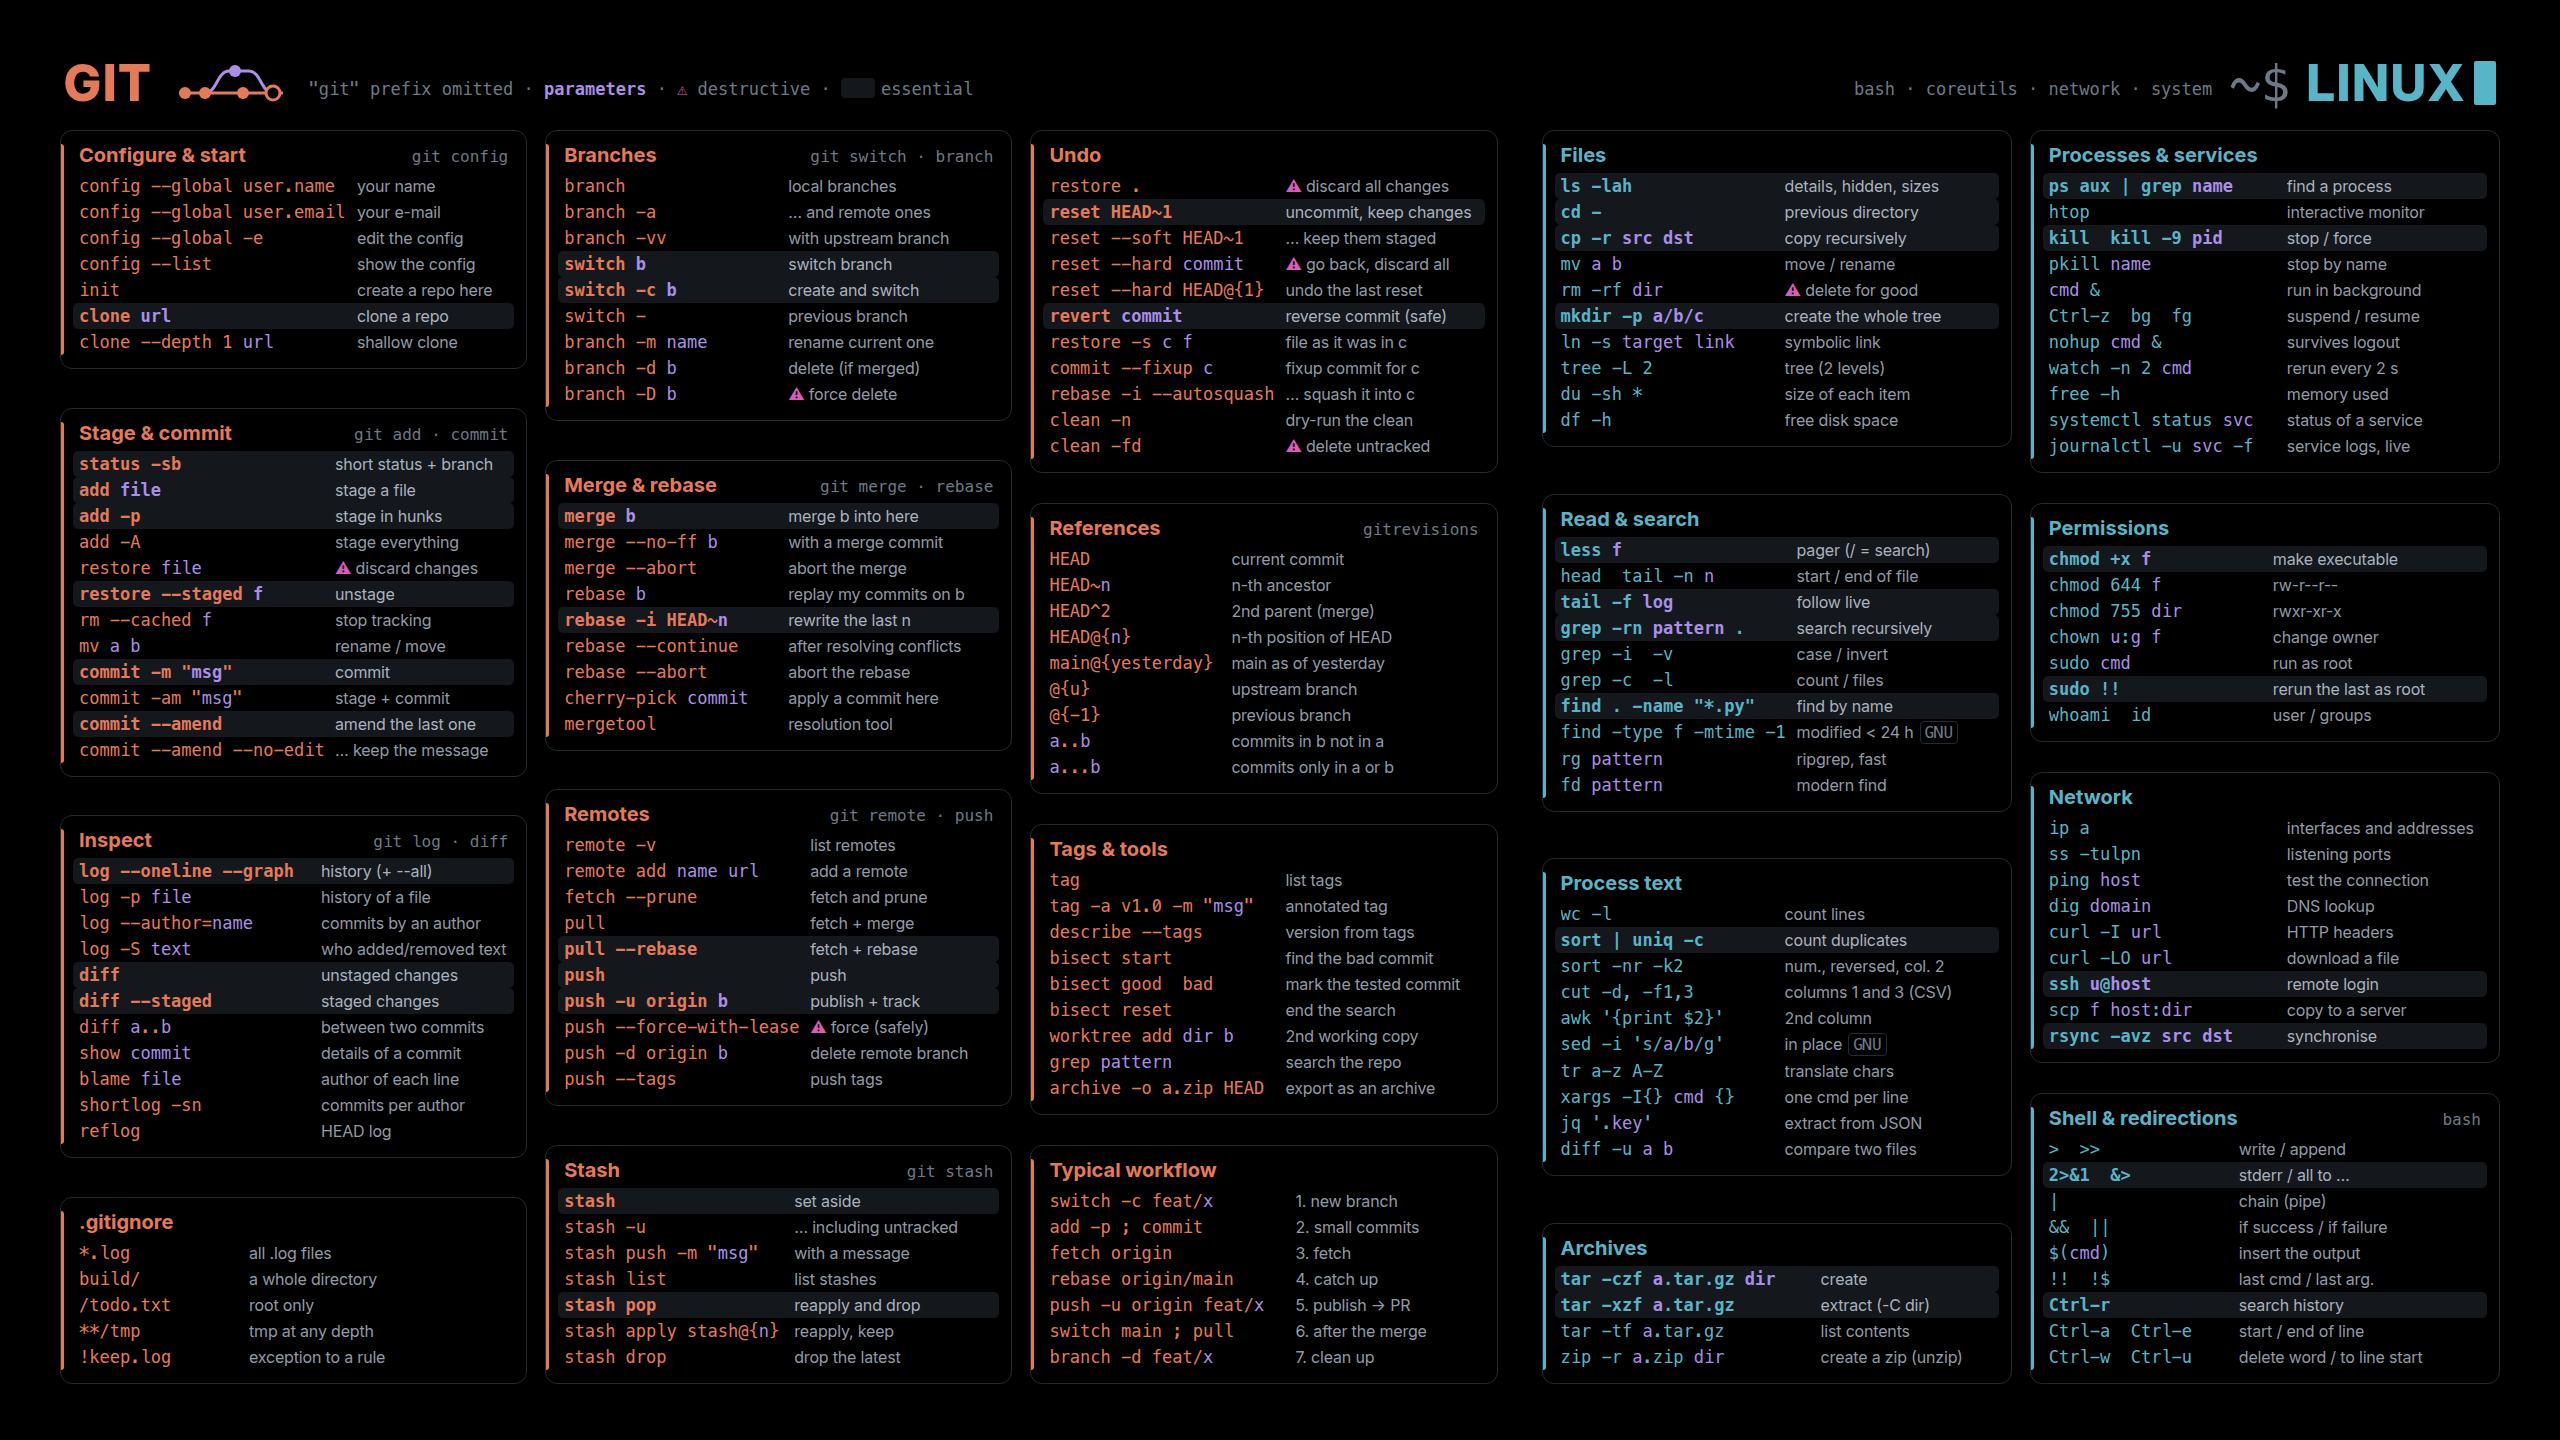 GIT
"git" prefix omitted · parameters · ⚠ destructive · essential
bash · coreutils · network · system
~$ LINUX
Configure & start git config
config --global user.name your name
config --global user.email your e-mail
config --global -e edit the config
config --list show the config
init create a repo here
clone url clone a repo
clone --depth 1 url shallow clone
Stage & commit git add · commit
status -sb short status + branch
add file stage a file
add -p stage in hunks
add -A stage everything
restore file ⚠ discard changes
restore --staged f unstage
rm --cached f stop tracking
mv a b rename / move
commit -m "msg" commit
commit -am "msg" stage + commit
commit --amend amend the last one
commit --amend --no-edit ... keep the message
Inspect git log · diff
log --oneline --graph history (+ --all)
log -p file history of a file
log --author=name commits by an author
log -S text who added/removed text
diff unstaged changes
diff --staged staged changes
diff a..b between two commits
show commit details of a commit
blame file author of each line
shortlog -sn commits per author
reflog HEAD log
.gitignore
*.log all .log files
build/ a whole directory
/todo.txt root only
**/tmp tmp at any depth
!keep.log exception to a rule
Branches git switch · branch
branch local branches
branch -a ... and remote ones
branch -vv with upstream branch
switch b switch branch
switch -c b create and switch
switch - previous branch
branch -m name rename current one
branch -d b delete (if merged)
branch -D b ⚠ force delete
Merge & rebase git merge · rebase
merge b merge b into here
merge --no-ff b with a merge commit
merge --abort abort the merge
rebase b replay my commits on b
rebase -i HEAD~n rewrite the last n
rebase --continue after resolving conflicts
rebase --abort abort the rebase
cherry-pick commit apply a commit here
mergetool resolution tool
Remotes git remote · push
remote -v list remotes
remote add name url add a remote
fetch --prune fetch and prune
pull fetch + merge
pull --rebase fetch + rebase
push push
push -u origin b publish + track
push --force-with-lease ⚠ force (safely)
push -d origin b delete remote branch
push --tags push tags
Stash git stash
stash set aside
stash -u ... including untracked
stash push -m "msg" with a message
stash list list stashes
stash pop reapply and drop
stash apply stash@{n} reapply, keep
stash drop drop the latest
Undo
restore . ⚠ discard all changes
reset HEAD~1 uncommit, keep changes
reset --soft HEAD~1 ... keep them staged
reset --hard commit ⚠ go back, discard all
reset --hard HEAD@{1} undo the last reset
revert commit reverse commit (safe)
restore -s c f file as it was in c
commit --fixup c fixup commit for c
rebase -i --autosquash ... squash it into c
clean -n dry-run the clean
clean -fd ⚠ delete untracked
References gitrevisions
HEAD current commit
HEAD~n n-th ancestor
HEAD^2 2nd parent (merge)
HEAD@{n} n-th position of HEAD
main@{yesterday} main as of yesterday
@{u} upstream branch
@{-1} previous branch
a..b commits in b not in a
a...b commits only in a or b
Tags & tools
tag list tags
tag -a v1.0 -m "msg" annotated tag
describe --tags version from tags
bisect start find the bad commit
bisect good bad mark the tested commit
bisect reset end the search
worktree add dir b 2nd working copy
grep pattern search the repo
archive -o a.zip HEAD export as an archive
Typical workflow
switch -c feat/x 1. new branch
add -p ; commit 2. small commits
fetch origin 3. fetch
rebase origin/main 4. catch up
push -u origin feat/x 5. publish → PR
switch main ; pull 6. after the merge
branch -d feat/x 7. clean up
Files
ls -lah details, hidden, sizes
cd - previous directory
cp -r src dst copy recursively
mv a b move / rename
rm -rf dir ⚠ delete for good
mkdir -p a/b/c create the whole tree
ln -s target link symbolic link
tree -L 2 tree (2 levels)
du -sh * size of each item
df -h free disk space
Read & search
less f pager (/ = search)
head tail -n n start / end of file
tail -f log follow live
grep -rn pattern . search recursively
grep -i -v case / invert
grep -c -l count / files
find . -name "*.py" find by name
find -type f -mtime -1 modified < 24 h GNU
rg pattern ripgrep, fast
fd pattern modern find
Process text
wc -l count lines
sort | uniq -c count duplicates
sort -nr -k2 num., reversed, col. 2
cut -d, -f1,3 columns 1 and 3 (CSV)
awk '{print $2}' 2nd column
sed -i 's/a/b/g' in place GNU
tr a-z A-Z translate chars
xargs -I{} cmd {} one cmd per line
jq '.key' extract from JSON
diff -u a b compare two files
Archives
tar -czf a.tar.gz dir create
tar -xzf a.tar.gz extract (-C dir)
tar -tf a.tar.gz list contents
zip -r a.zip dir create a zip (unzip)
Processes & services
ps aux | grep name find a process
htop interactive monitor
kill kill -9 pid stop / force
pkill name stop by name
cmd & run in background
Ctrl-z bg fg suspend / resume
nohup cmd & survives logout
watch -n 2 cmd rerun every 2 s
free -h memory used
systemctl status svc status of a service
journalctl -u svc -f service logs, live
Permissions
chmod +x f make executable
chmod 644 f rw-r--r--
chmod 755 dir rwxr-xr-x
chown u:g f change owner
sudo cmd run as root
sudo !! rerun the last as root
whoami id user / groups
Network
ip a interfaces and addresses
ss -tulpn listening ports
ping host test the connection
dig domain DNS lookup
curl -I url HTTP headers
curl -LO url download a file
ssh u@host remote login
scp f host:dir copy to a server
rsync -avz src dst synchronise
Shell & redirections bash
> >> write / append
2>&1 &> stderr / all to ...
| chain (pipe)
&& || if success / if failure
$(cmd) insert the output
!! !$ last cmd / last arg.
Ctrl-r search history
Ctrl-a Ctrl-e start / end of line
Ctrl-w Ctrl-u delete word / to line start